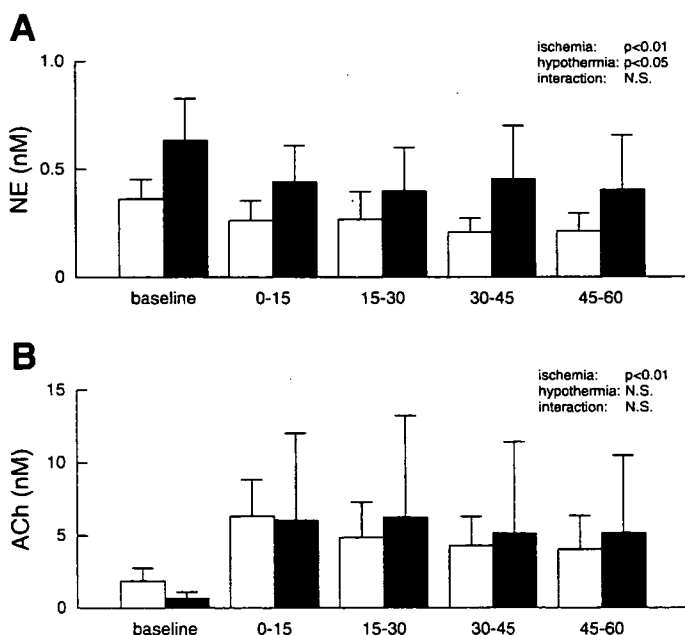 A
ischemia: p<0.01
hypothermia: p<0.05
interaction: N.S.
1.0
0.5
0
NE (nM)
baseline 0-15 15-30 30-45 45-60
B
ischemia: p<0.01
hypothermia: N.S.
interaction: N.S.
15
10
5
0
ACh (nM)
baseline 0-15 15-30 30-45 45-60